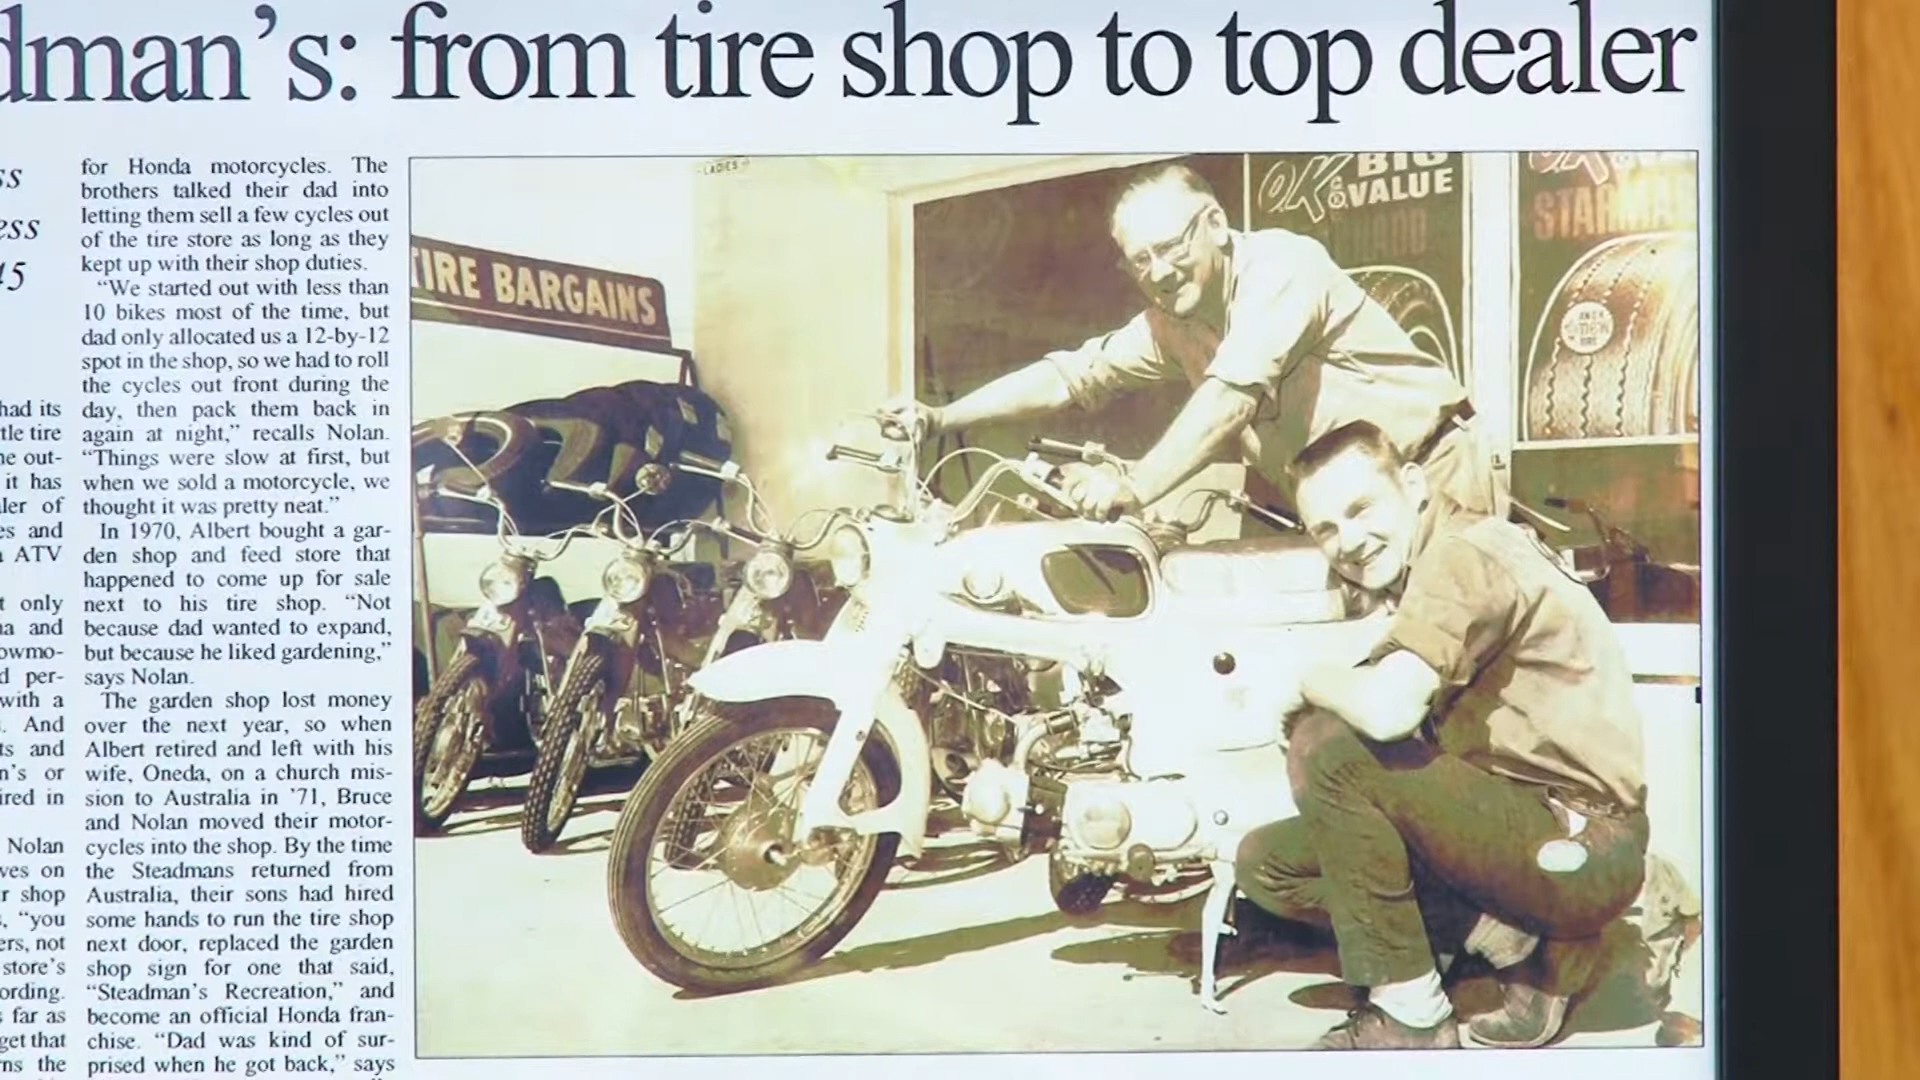 dman's: from tire shop to top dealer
ss
ess
45
had its
tle tire
ne out-
it has
ler of
es and
ATV
t only
na and
owmo-
d per-
with a
. And
ts and
n's or
ired in
Nolan
ves on
r shop
, "you
ers, not
store's
ording.
far as
get that
ns the
for Honda motorcycles. The
brothers talked their dad into
letting them sell a few cycles out
of the tire store as long as they
kept up with their shop duties.
"We started out with less than
10 bikes most of the time, but
dad only allocated us a 12-by-12
spot in the shop, so we had to roll
the cycles out front during the
day, then pack them back in
again at night," recalls Nolan.
"Things were slow at first, but
when we sold a motorcycle, we
thought it was pretty neat."
In 1970, Albert bought a gar-
den shop and feed store that
happened to come up for sale
next to his tire shop. "Not
because dad wanted to expand,
but because he liked gardening,"
says Nolan.
The garden shop lost money
over the next year, so when
Albert retired and left with his
wife, Oneda, on a church mis-
sion to Australia in '71, Bruce
and Nolan moved their motor-
cycles into the shop. By the time
the Steadmans returned from
Australia, their sons had hired
some hands to run the tire shop
next door, replaced the garden
shop sign for one that said,
"Steadman's Recreation," and
become an official Honda fran-
chise. "Dad was kind of sur-
prised when he got back," says
LADIES
TIRE BARGAINS
OK BIG
VALUE
STARMA